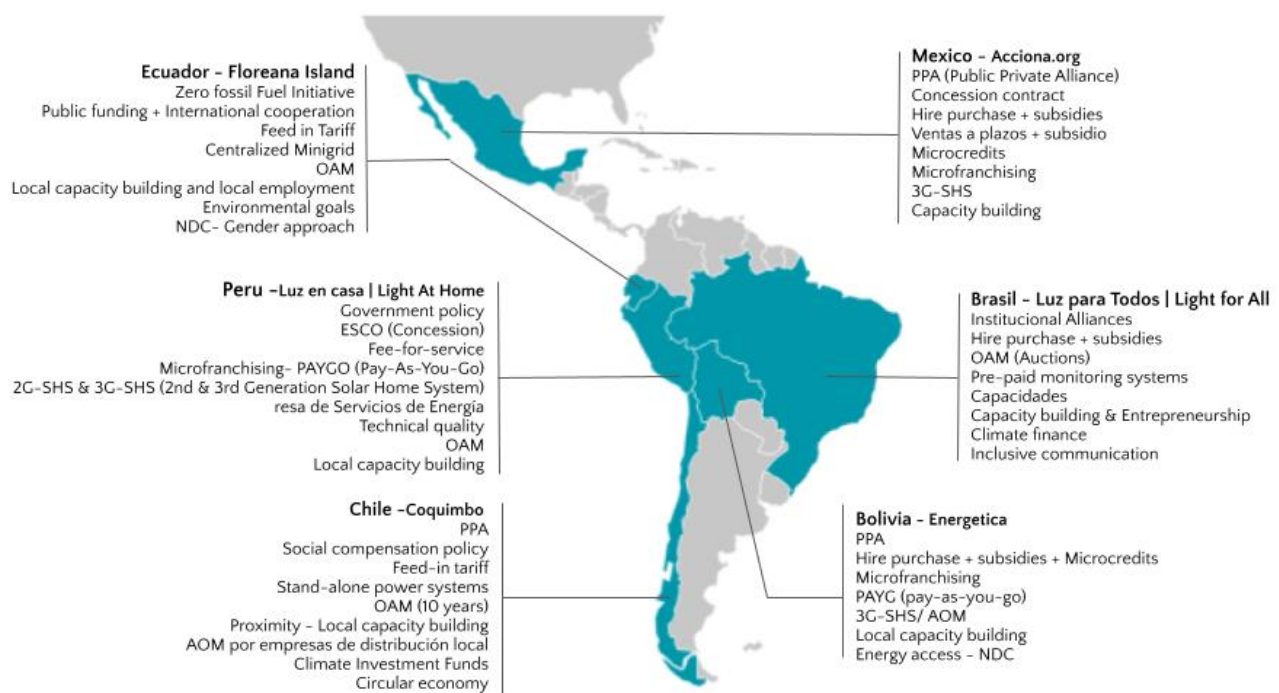 Ecuador - Floreana Island
Zero fossil Fuel Initiative
Public funding + International cooperation
Feed in Tariff
Centralized Minigrid
OAM
Local capacity building and local employment
Environmental goals
NDC- Gender approach
Mexico - Acciona.org
PPA (Public Private Alliance)
Concession contract
Hire purchase + subsidies
Ventas a plazos + subsidio
Microcredits
Microfranchising
3G-SHS
Capacity building
Peru -Luz en casa | Light At Home
Government policy
ESCO (Concession)
Fee-for-service
Microfranchising- PAYGO (Pay-As-You-Go)
2G-SHS & 3G-SHS (2nd & 3rd Generation Solar Home System)
resa de Servicios de Energía
Technical quality
OAM
Local capacity building
Brasil - Luz para Todos | Light for All
Institucional Alliances
Hire purchase + subsidies
OAM (Auctions)
Pre-paid monitoring systems
Capacidades
Capacity building & Entrepreneurship
Climate finance
Inclusive communication
Chile -Coquimbo
PPA
Social compensation policy
Feed-in tariff
Stand-alone power systems
OAM (10 years)
Proximity - Local capacity building
AOM por empresas de distribución local
Climate Investment Funds
Circular economy
Bolivia - Energetica
PPA
Hire purchase + subsidies + Microcredits
Microfranchising
PAYG (pay-as-you-go)
3G-SHS/ AOM
Local capacity building
Energy access - NDC